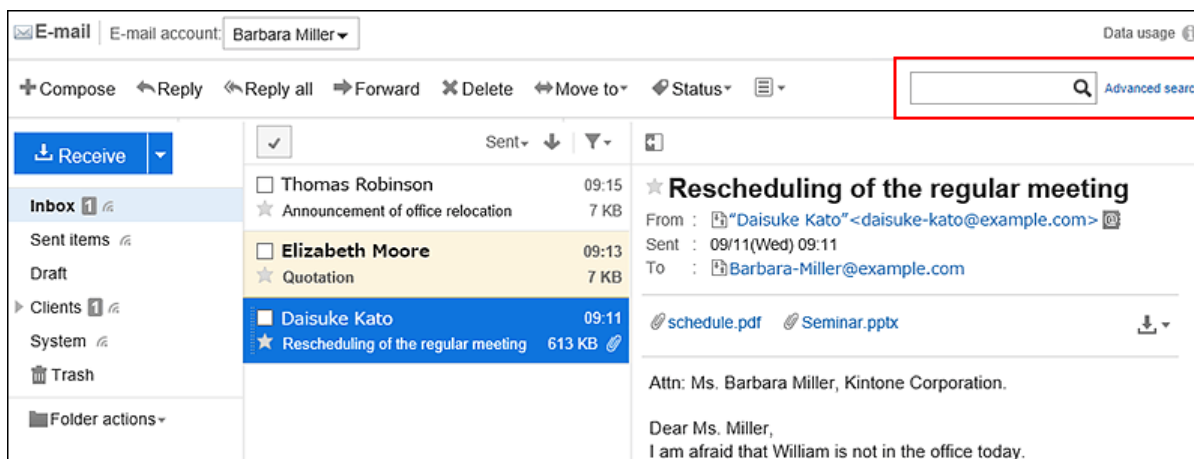 E-mail E-mail account: Barbara Miller Data usage
Compose Reply Reply all Forward Delete Move to Status Advanced searc
Receive
Inbox 1
Sent items
Draft
Clients 1
System
Trash
Folder actions
Sent
Thomas Robinson 09:15
Announcement of office relocation 7 KB
Elizabeth Moore 09:13
Quotation 7 KB
Daisuke Kato 09:11
Rescheduling of the regular meeting 613 KB
Rescheduling of the regular meeting
From : "Daisuke Kato"<daisuke-kato@example.com>
Sent : 09/11(Wed) 09:11
To : Barbara-Miller@example.com
schedule.pdf Seminar.pptx
Attn: Ms. Barbara Miller, Kintone Corporation.
Dear Ms. Miller,
I am afraid that William is not in the office today.